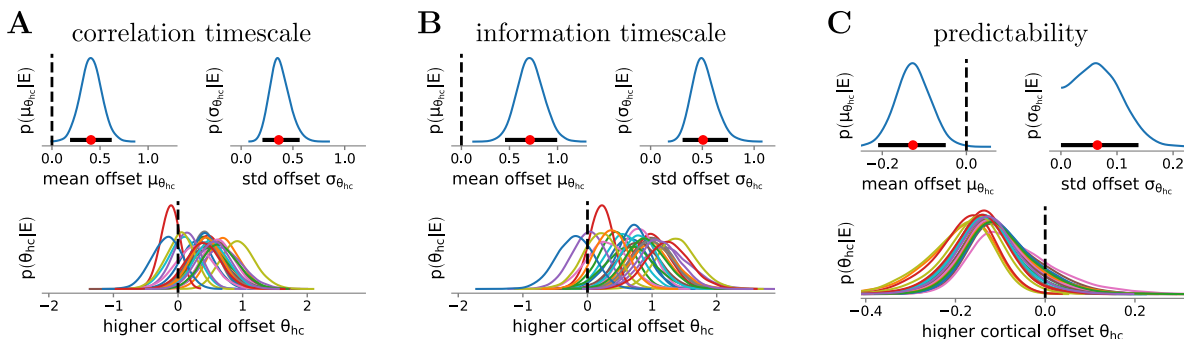 A correlation timescale
p(μθhc|E)
0.0 0.5 1.0
mean offset μθhc
p(σθhc|E)
0.0 0.5 1.0
std offset σθhc
p(θhc|E)
−2 −1 0 1 2
higher cortical offset θhc
B information timescale
p(μθhc|E)
0.0 0.5 1.0
mean offset μθhc
p(σθhc|E)
0.0 0.5 1.0
std offset σθhc
p(θhc|E)
−2 −1 0 1 2
higher cortical offset θhc
C predictability
p(μθhc|E)
−0.2 0.0
mean offset μθhc
p(σθhc|E)
0.0 0.1 0.2
std offset σθhc
p(θhc|E)
−0.4 −0.2 0.0 0.2
higher cortical offset θhc